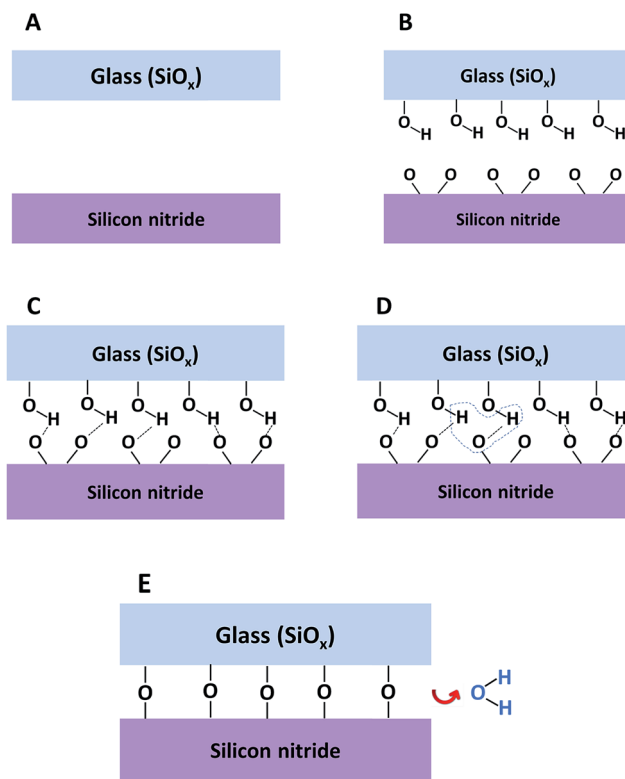 A
Glass (SiOx)
Silicon nitride
B
Glass (SiOx)
O H O H O H O H O H
O O O O O O
Silicon nitride
C
Glass (SiOx)
O H O H O H O H O H
O O O O O O
Silicon nitride
D
Glass (SiOx)
O H O H O H O H O H
O O O O O O
Silicon nitride
E
Glass (SiOx)
O O O O O
O H
H
Silicon nitride